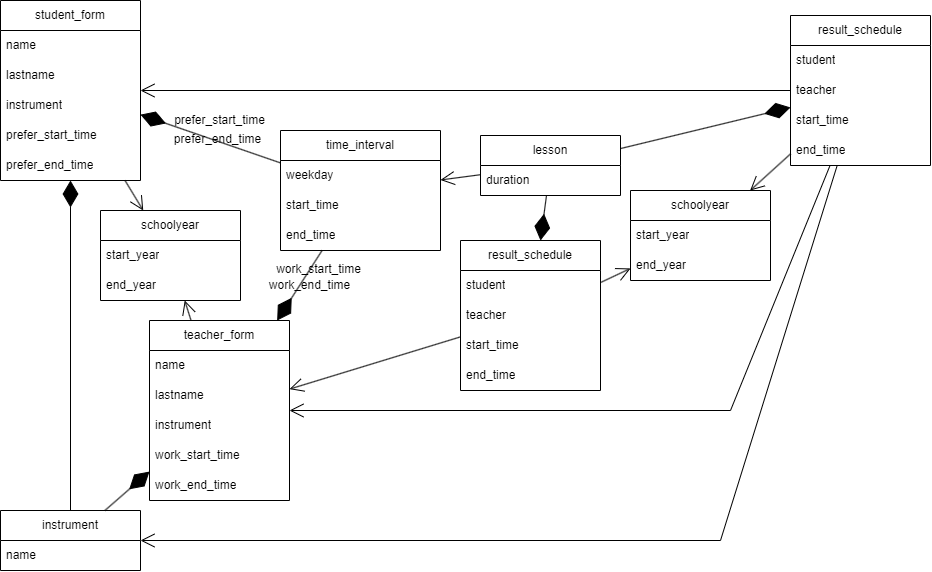 student_form
name
lastname
instrument
prefer_start_time
prefer_end_time
result_schedule
student
teacher
start_time
end_time
prefer_start_time
prefer_end_time
time_interval
weekday
start_time
end_time
lesson
duration
schoolyear
start_year
end_year
schoolyear
start_year
end_year
result_schedule
student
teacher
start_time
end_time
work_start_time
work_end_time
teacher_form
name
lastname
instrument
work_start_time
work_end_time
instrument
name